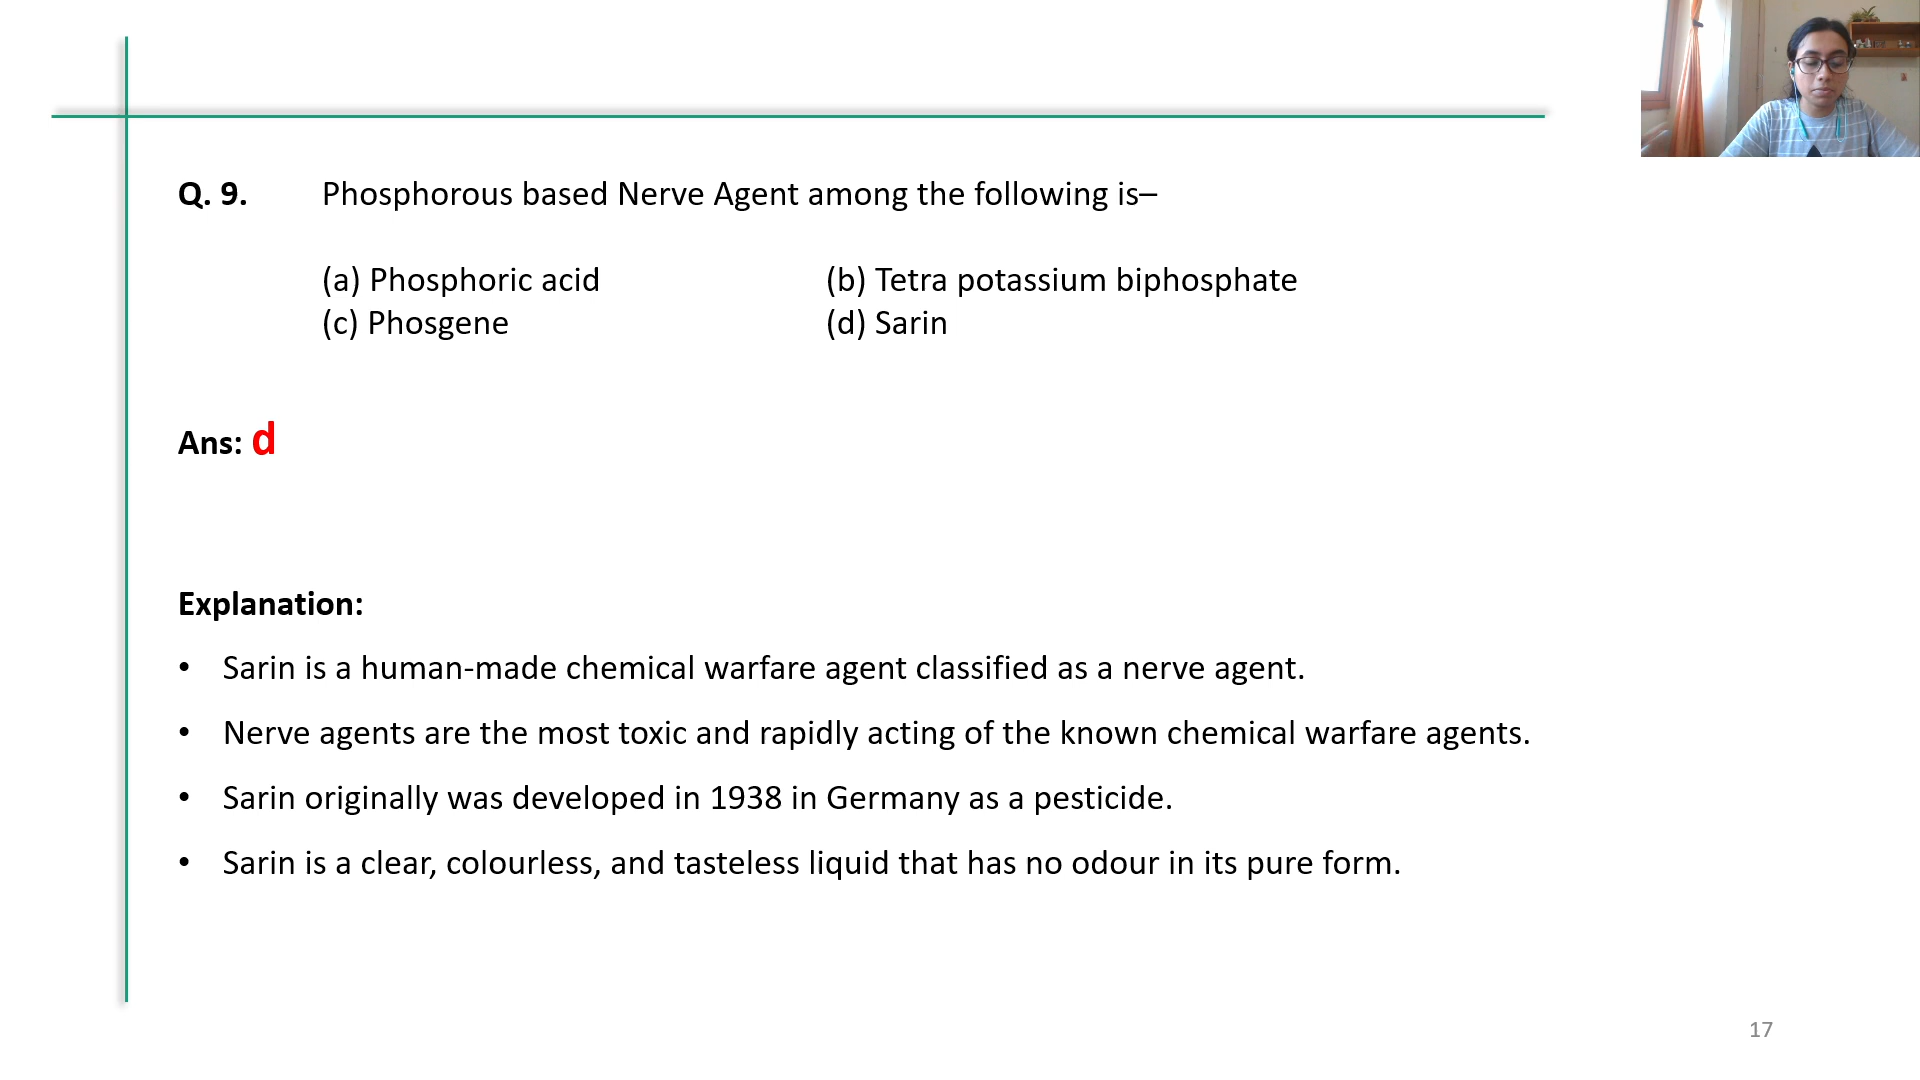 Q. 9. Phosphorous based Nerve Agent among the following is–
(a) Phosphoric acid (b) Tetra potassium biphosphate
(c) Phosgene (d) Sarin
Ans: d
Explanation:
• Sarin is a human-made chemical warfare agent classified as a nerve agent.
• Nerve agents are the most toxic and rapidly acting of the known chemical warfare agents.
• Sarin originally was developed in 1938 in Germany as a pesticide.
• Sarin is a clear, colourless, and tasteless liquid that has no odour in its pure form.
17